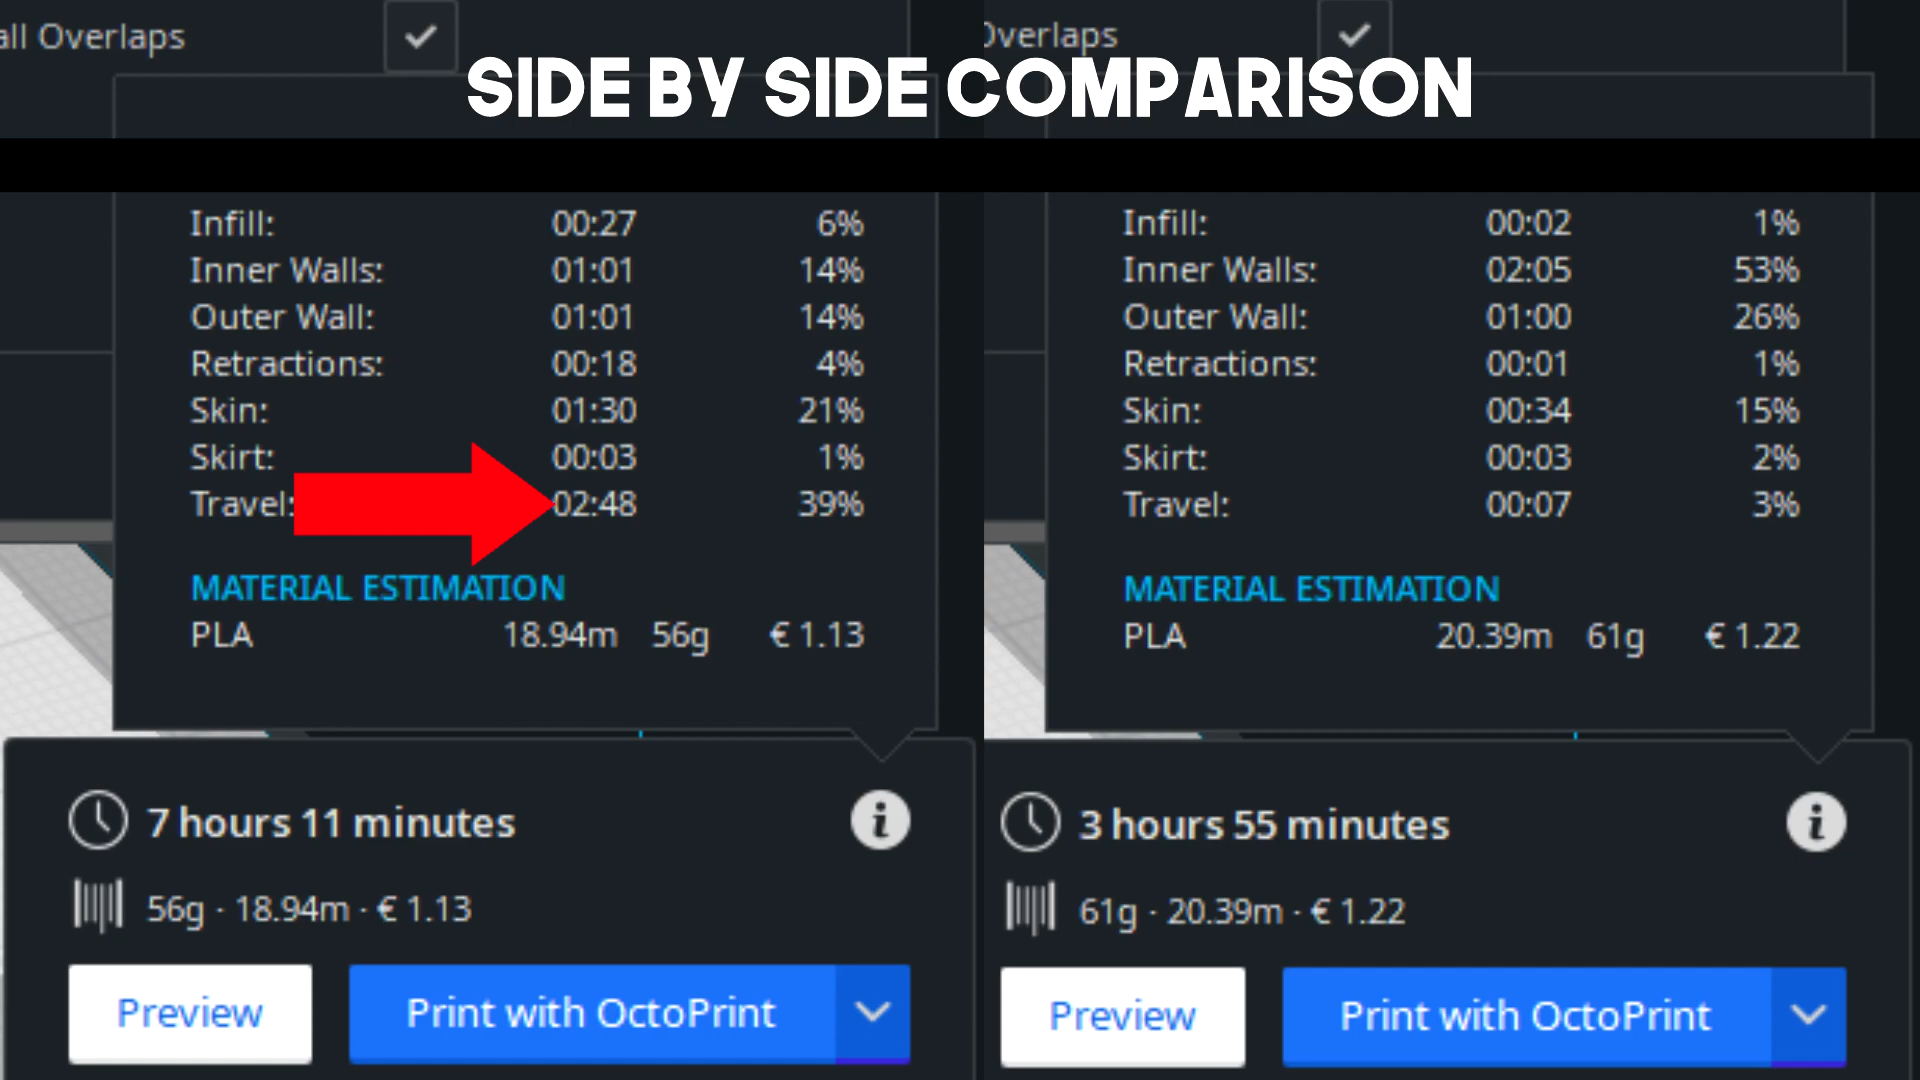 all Overlaps
Overlaps
SIDE BY SIDE COMPARISON
Infill: 00:27 6%
Inner Walls: 01:01 14%
Outer Wall: 01:01 14%
Retractions: 00:18 4%
Skin: 01:30 21%
Skirt: 00:03 1%
Travel: 02:48 39%
MATERIAL ESTIMATION
PLA 18.94m 56g € 1.13
7 hours 11 minutes
56g · 18.94m · € 1.13
Preview
Print with OctoPrint
Infill: 00:02 1%
Inner Walls: 02:05 53%
Outer Wall: 01:00 26%
Retractions: 00:01 1%
Skin: 00:34 15%
Skirt: 00:03 2%
Travel: 00:07 3%
MATERIAL ESTIMATION
PLA 20.39m 61g € 1.22
3 hours 55 minutes
61g · 20.39m · € 1.22
Preview
Print with OctoPrint